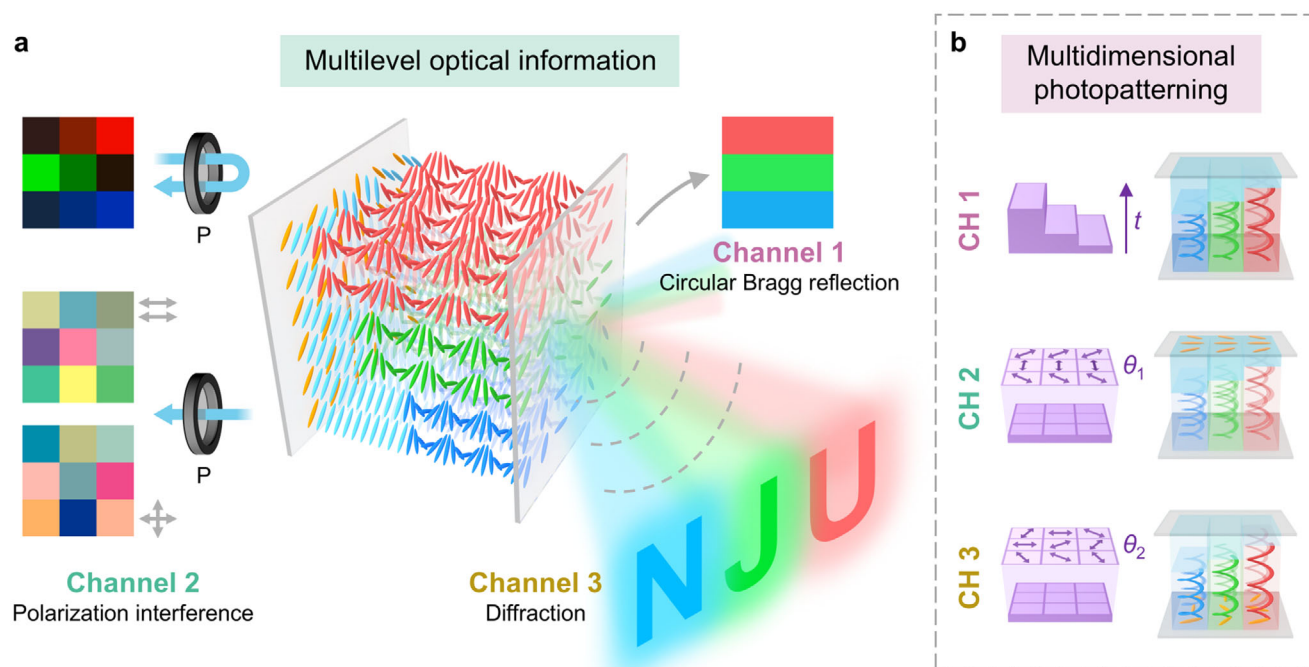 a
Multilevel optical information
P
Channel 1
Circular Bragg reflection
P
Channel 2
Polarization interference
Channel 3
Diffraction
N J U
b
Multidimensional
photopatterning
CH 1
t
CH 2
θ1
CH 3
θ2